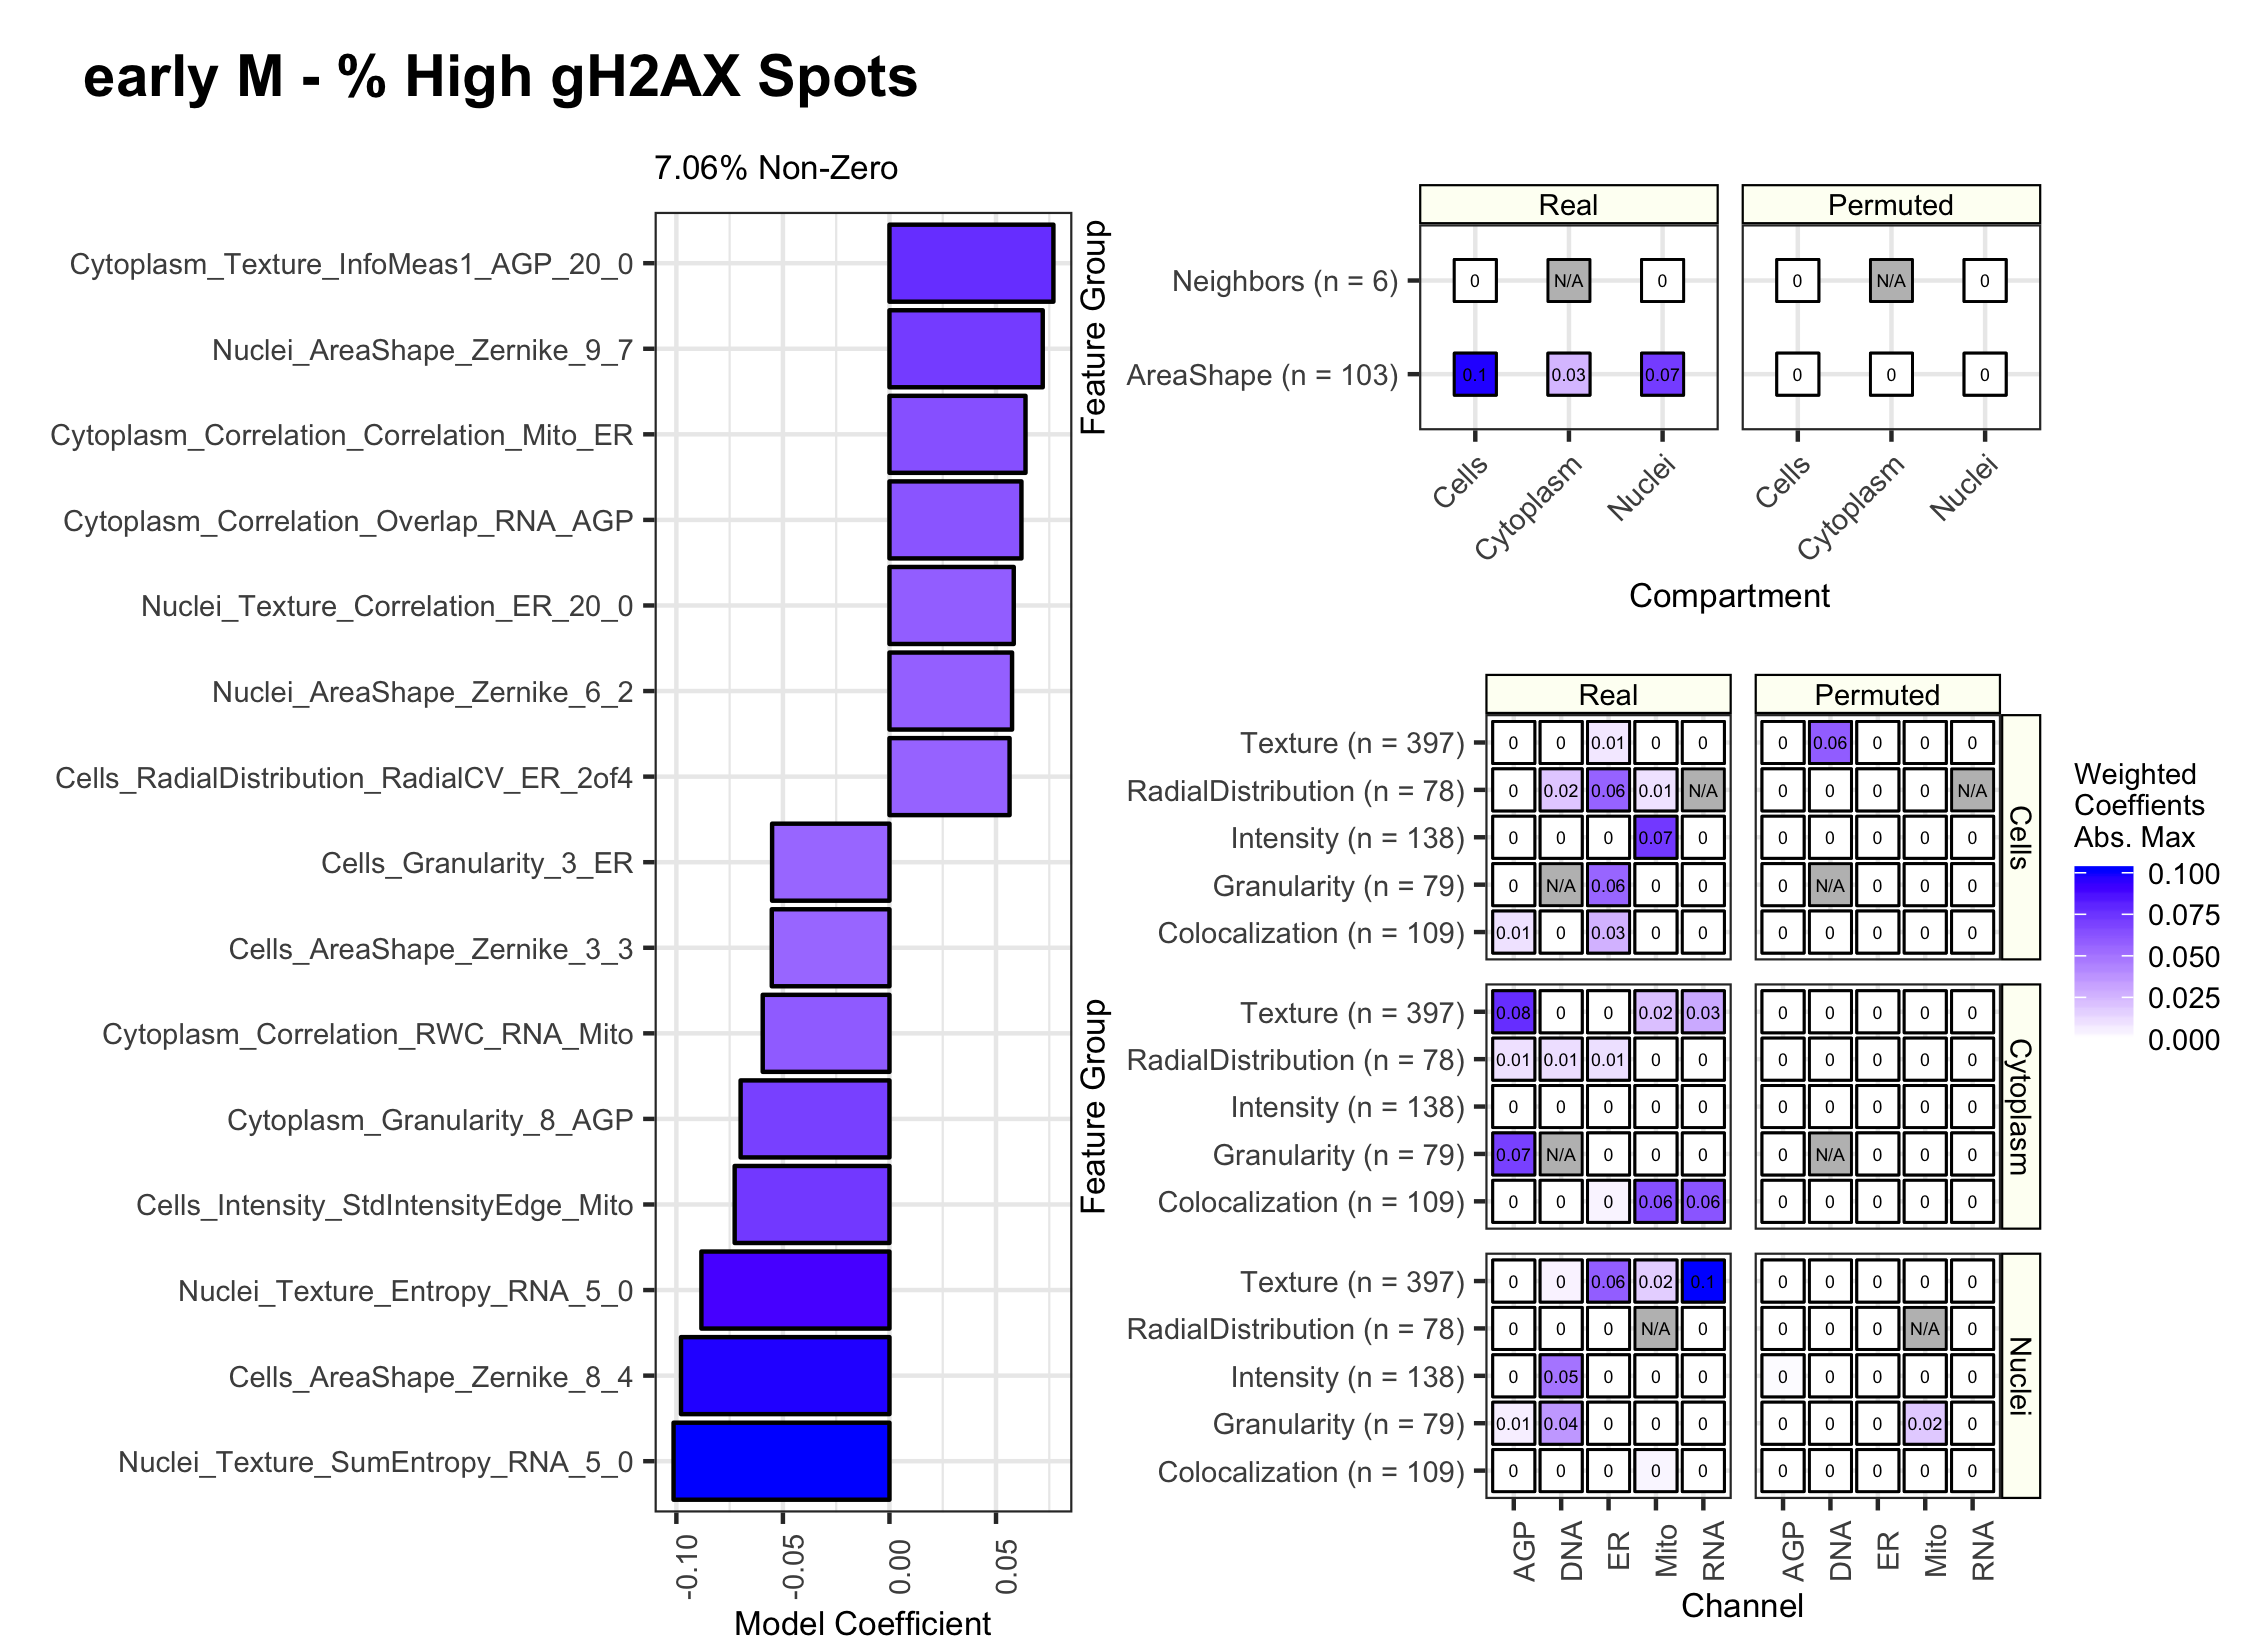 early M - % High gH2AX Spots
7.06% Non-Zero
Cytoplasm_Texture_InfoMeas1_AGP_20_0
Nuclei_AreaShape_Zernike_9_7
Cytoplasm_Correlation_Correlation_Mito_ER
Cytoplasm_Correlation_Overlap_RNA_AGP
Nuclei_Texture_Correlation_ER_20_0
Nuclei_AreaShape_Zernike_6_2
Cells_RadialDistribution_RadialCV_ER_2of4
Cells_Granularity_3_ER
Cells_AreaShape_Zernike_3_3
Cytoplasm_Correlation_RWC_RNA_Mito
Cytoplasm_Granularity_8_AGP
Cells_Intensity_StdIntensityEdge_Mito
Nuclei_Texture_Entropy_RNA_5_0
Cells_AreaShape_Zernike_8_4
Nuclei_Texture_SumEntropy_RNA_5_0
-0.10 -0.05 0.00 0.05
Model Coefficient
Feature Group
Real Permuted
Neighbors (n = 6) 0 N/A 0 0 N/A 0
AreaShape (n = 103) 0.1 0.03 0.07 0 0 0
Cells Cytoplasm Nuclei Cells Cytoplasm Nuclei
Compartment
Feature Group
Real Permuted
Texture (n = 397) 0 0 0.01 0 0 0 0.06 0 0 0
RadialDistribution (n = 78) 0 0.02 0.06 0.01 N/A 0 0 0 0 N/A
Intensity (n = 138) 0 0 0 0.07 0 0 0 0 0 0
Granularity (n = 79) 0 N/A 0.06 0 0 0 N/A 0 0 0
Colocalization (n = 109) 0.01 0 0.03 0 0 0 0 0 0 0
Cells
Texture (n = 397) 0.08 0 0 0.02 0.03 0 0 0 0 0
RadialDistribution (n = 78) 0.01 0.01 0.01 0 0 0 0 0 0 0
Intensity (n = 138) 0 0 0 0 0 0 0 0 0 0
Granularity (n = 79) 0.07 N/A 0 0 0 0 N/A 0 0 0
Colocalization (n = 109) 0 0 0 0.06 0.06 0 0 0 0 0
Cytoplasm
Texture (n = 397) 0 0 0.06 0.02 0.1 0 0 0 0 0
RadialDistribution (n = 78) 0 0 0 N/A 0 0 0 0 N/A 0
Intensity (n = 138) 0 0.05 0 0 0 0 0 0 0 0
Granularity (n = 79) 0.01 0.04 0 0 0 0 0 0 0.02 0
Colocalization (n = 109) 0 0 0 0 0 0 0 0 0 0
Nuclei
AGP DNA ER Mito RNA AGP DNA ER Mito RNA
Channel
Weighted
Coeffients
Abs. Max
0.100
0.075
0.050
0.025
0.000